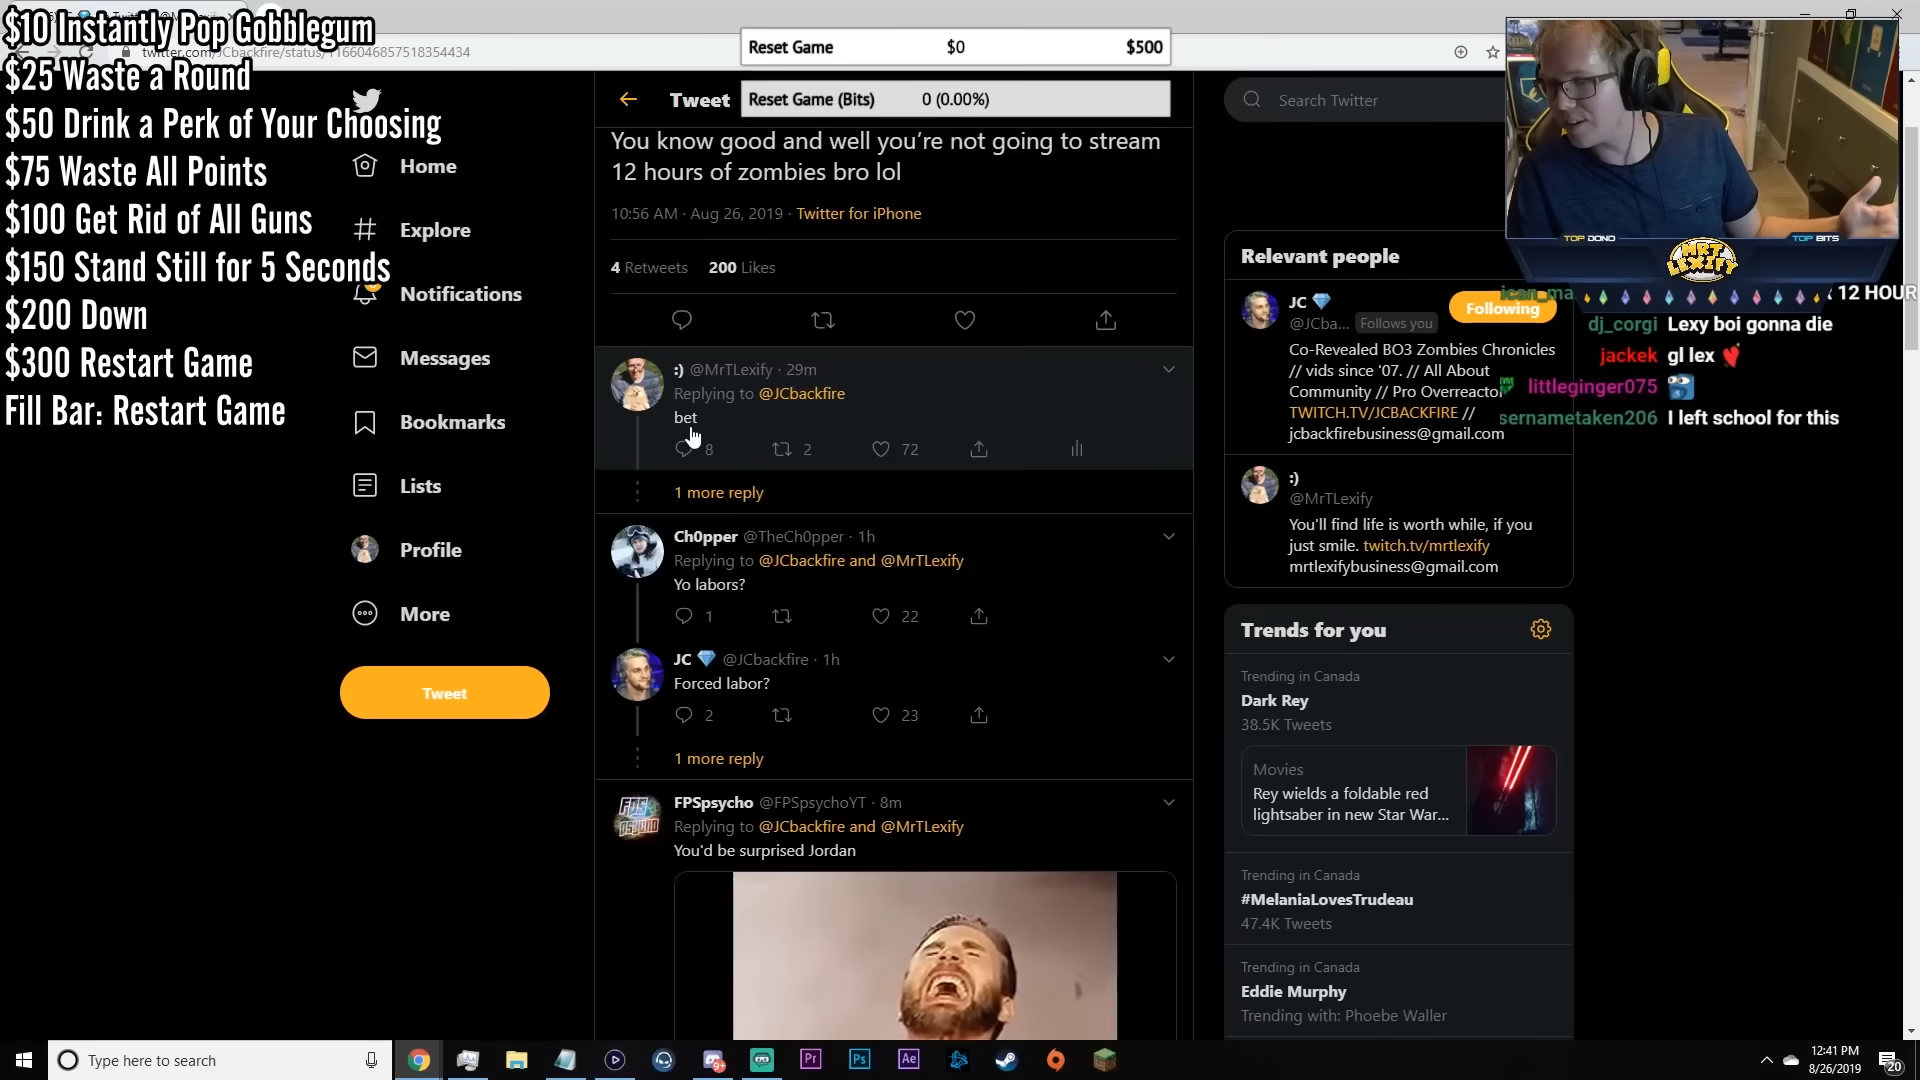 $10 Instantly Pop Gobblegum
$25 Waste a Round
$50 Drink a Perk of Your Choosing
$75 Waste All Points
$100 Get Rid of All Guns
$150 Stand Still for 5 Seconds
$200 Down
$300 Restart Game
Fill Bar: Restart Game
twitter.com/JCbackfire/status/1166046857518354434
Reset Game $0 $500
Reset Game (Bits) 0 (0.00%)
Home
Explore
Notifications
Messages
Bookmarks
Lists
Profile
More
Tweet
Tweet
You know good and well you’re not going to stream
12 hours of zombies bro lol
10:56 AM · Aug 26, 2019 · Twitter for iPhone
4 Retweets 200 Likes
:) @MrTLexify · 29m
Replying to @JCbackfire
bet
8 2 72
1 more reply
Ch0pper @TheCh0pper · 1h
Replying to @JCbackfire and @MrTLexify
Yo labors?
1 22
JC @JCbackfire · 1h
Forced labor?
2 23
1 more reply
FPSpsycho @FPSpsychoYT · 8m
Replying to @JCbackfire and @MrTLexify
You'd be surprised Jordan
Search Twitter
Relevant people
JC
@JCba... Follows you
Following
Co-Revealed BO3 Zombies Chronicles
// vids since '07. // All About
Community // Pro Overreactor
TWITCH.TV/JCBACKFIRE //
jcbackfirebusiness@gmail.com
:)
@MrTLexify
You'll find life is worth while, if you
just smile. twitch.tv/mrtlexify
mrtlexifybusiness@gmail.com
Trends for you
Trending in Canada
Dark Rey
38.5K Tweets
Movies
Rey wields a foldable red
lightsaber in new Star War...
Trending in Canada
#MelaniaLovesTrudeau
47.4K Tweets
Trending in Canada
Eddie Murphy
Trending with: Phoebe Waller
TOP DONO TOP BITS
MRT
LEXIFY
12 HOUR
dj_corgi Lexy boi gonna die
jackek gl lex
littleginger075
sernametaken206 I left school for this
Type here to search
9+
Pr Ps Ae
12:41 PM
8/26/2019
20